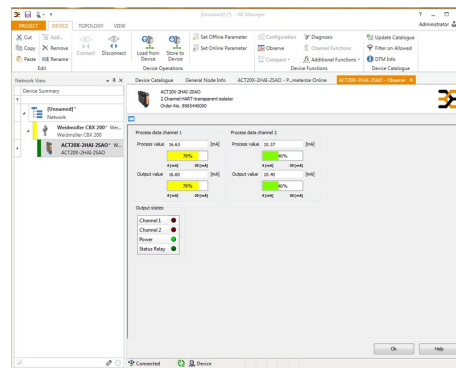 [Unnamed] [*] - WI-Manager
PROJECT DEVICE TOPOLOGY VIEW Administrator
Cut Add... Load from Device Store to Device Set Offline Parameter Configuration Diagnosis Update Catalogue
Copy Remove Connect Disconnect Set Online Parameter Observe Channel Functions Filter on Allowed
Paste Rename Compare Additional Functions DTM Info
Edit Device Operations Device Functions Device Catalogue
Network View Device Catalogue General Node Info ACT20X-2HAI-2SAO - P...meterize Online ACT20X-2HAI-2SAO - Observe
Device Summary
ACT20X-2HAI-2SAO
2 Channel HART-transparent isolator
Order-No. 8965440000
[Unnamed]*
Network
Weidmüller CBX 200* Wei...
Weidmüller CBX 200
ACT20X-2HAI-2SAO* W...
ACT20X-2HAI-2SAO
Process data channel 1 Process data channel 2
Process value 16.63 [mA] Process value 10.37 [mA]
79% 40%
4 [mA] 20 [mA] 4 [mA] 20 [mA]
Output value 16.60 [mA] Output value 10.40 [mA]
79% 40%
4 [mA] 20 [mA] 4 [mA] 20 [mA]
Output states
Channel 1
Channel 2
Power
Status Relay
Ok Help
Connected Device